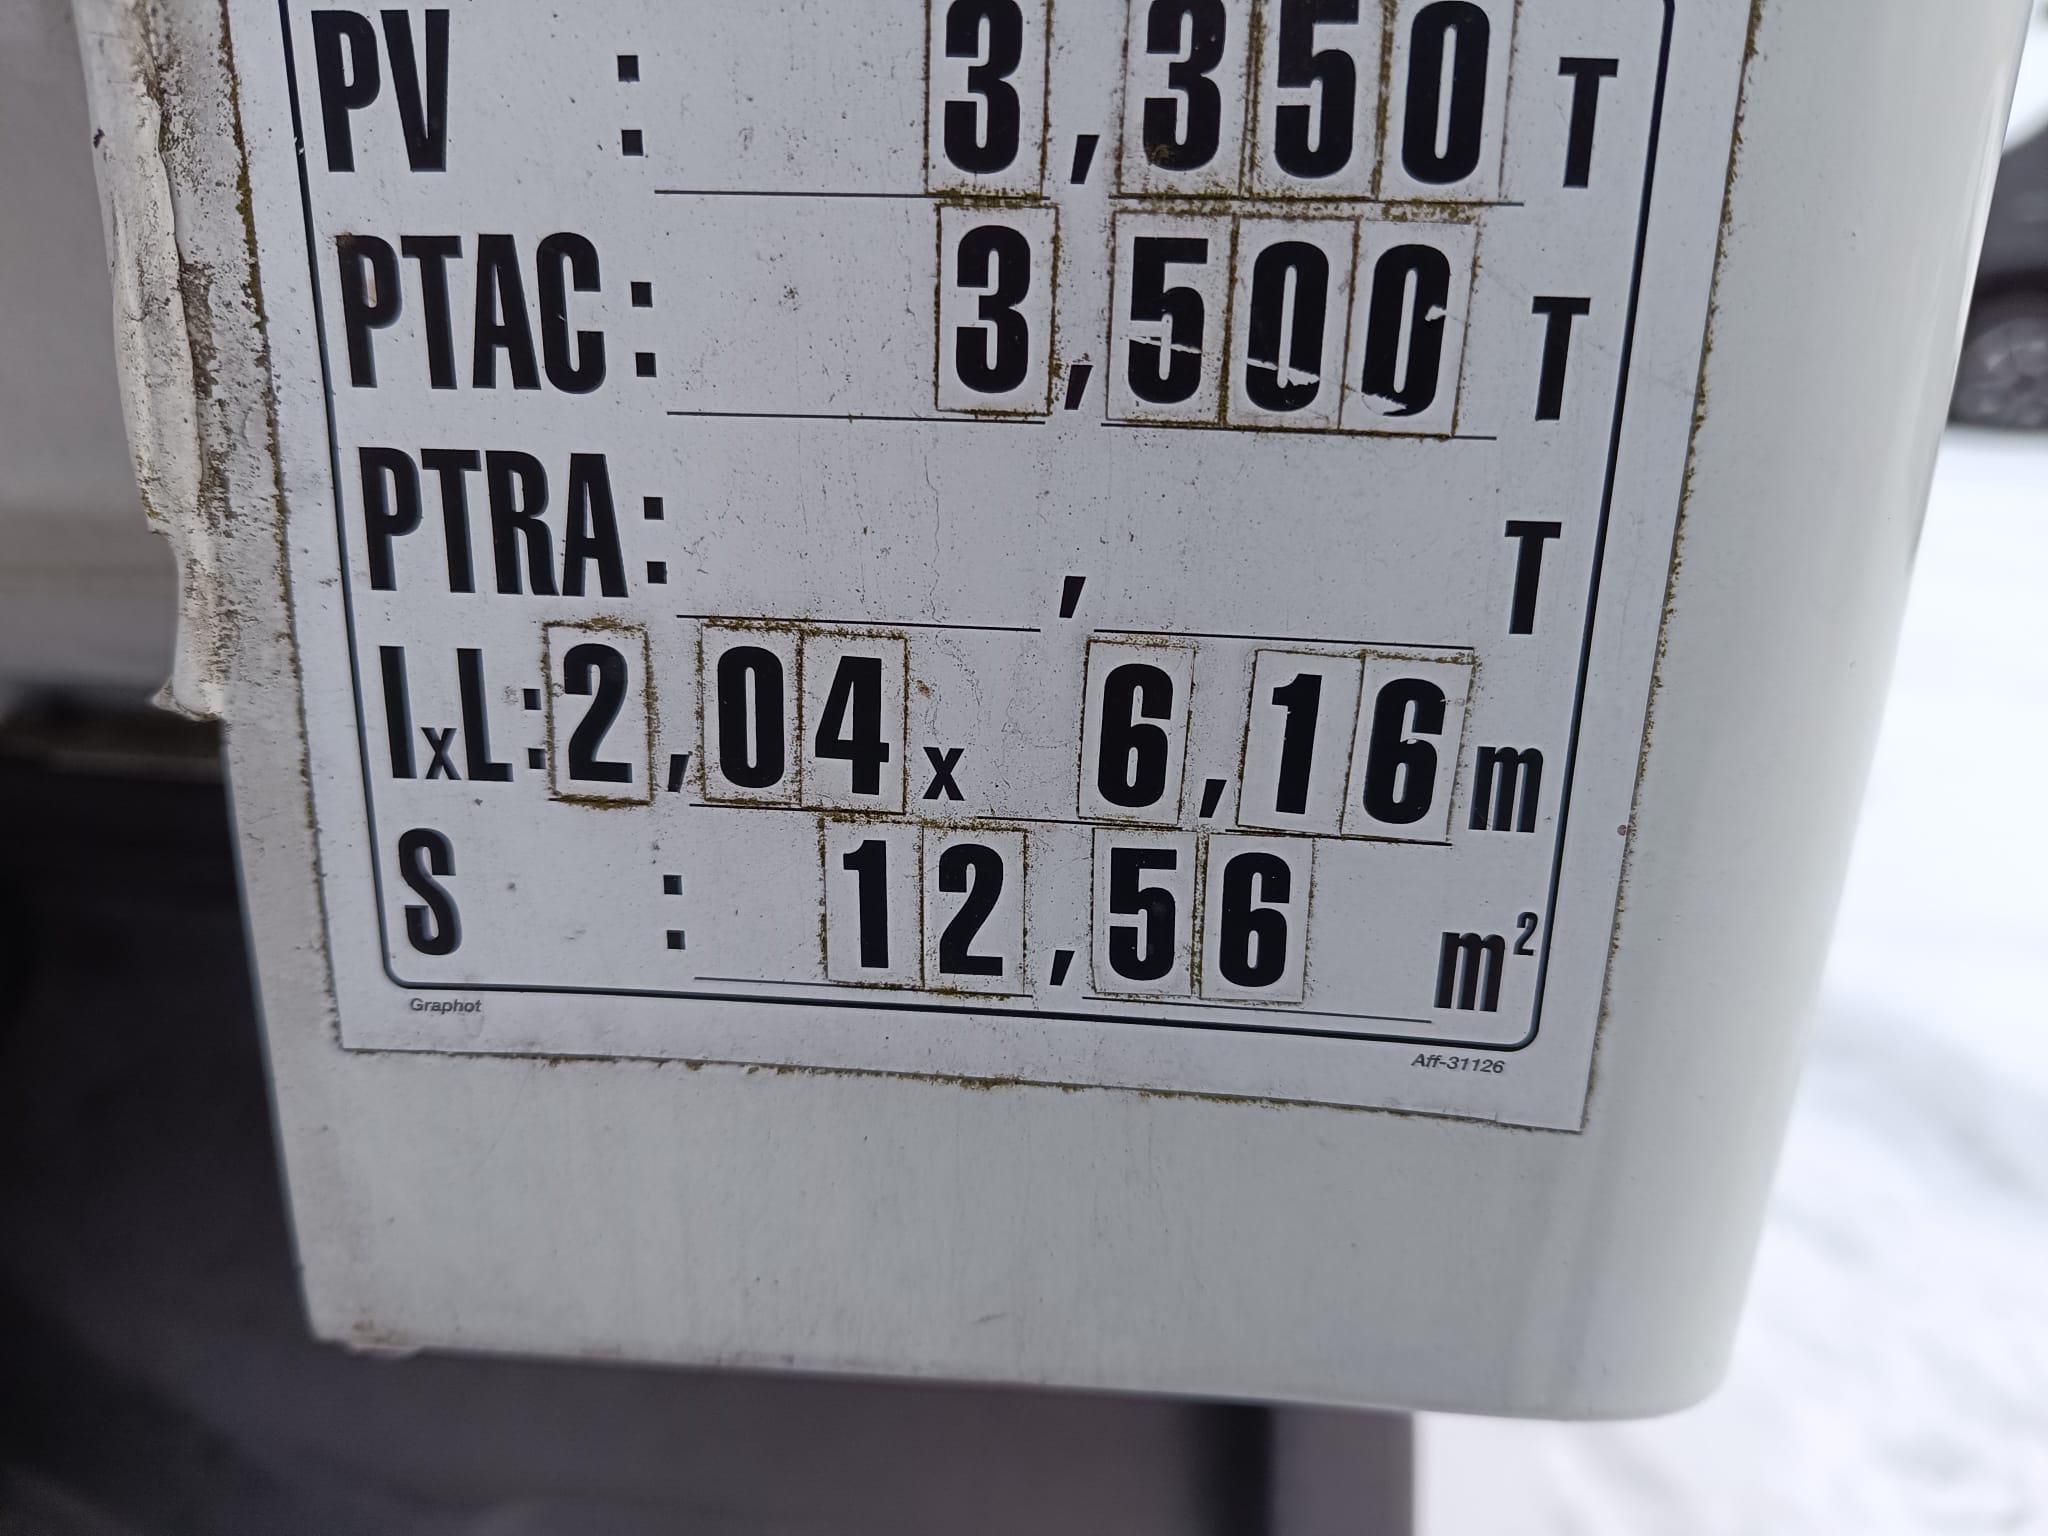 PV : 3,350 T
PTAC : 3,500 T
PTRA : , T
lxL : 2,04 x 6,16 m
S : 12,56 m²
Graphot
Aff-31126